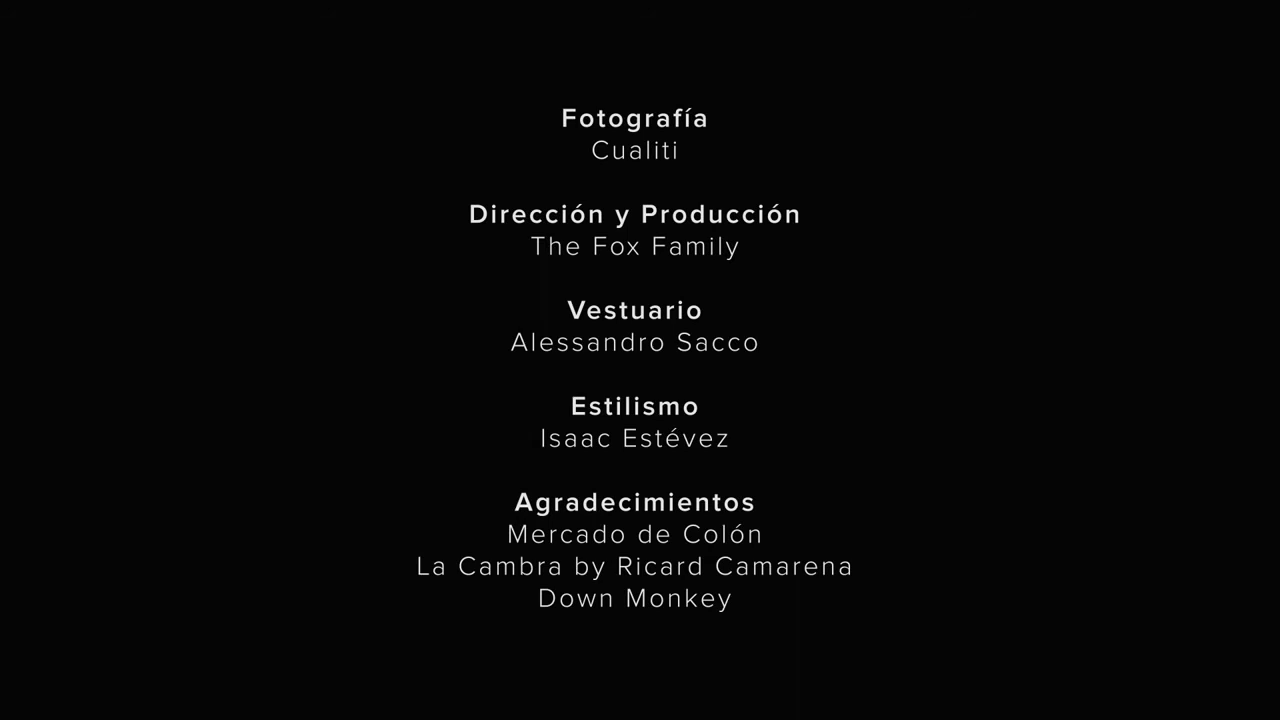 Fotografía
Cualiti
Dirección y Producción
The Fox Family
Vestuario
Alessandro Sacco
Estilismo
Isaac Estévez
Agradecimientos
Mercado de Colón
La Cambra by Ricard Camarena
Down Monkey